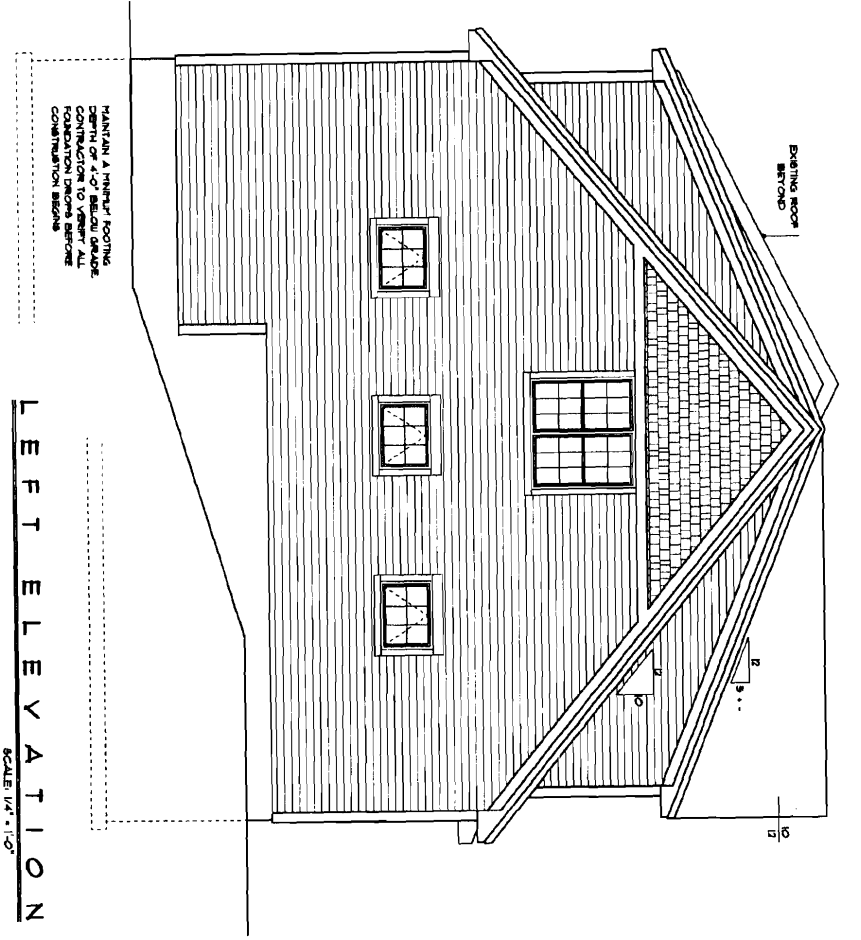 EXISTING ROOF
BEYOND
12
5 + -
12
10
10
12
MAINTAIN A MINIMUM FOOTING
DEPTH OF 4'-0" BELOW GRADE.
CONTRACTOR TO VERIFY ALL
FOUNDATION DROPS BEFORE
CONSTRUCTION BEGINS
LEFT ELEVATION
SCALE: 1/4" = 1'-0"